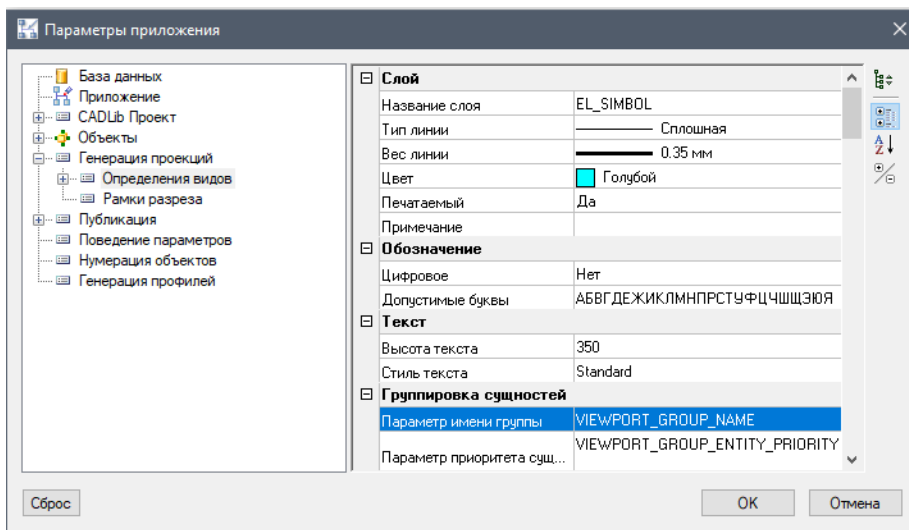 Параметры приложения
База данных
Приложение
CADLib Проект
Объекты
Генерация проекций
Определения видов
Рамки разреза
Публикация
Поведение параметров
Нумерация объектов
Генерация профилей
Слой
Название слоя EL_SIMBOL
Тип линии Сплошная
Вес линии 0.35 мм
Цвет Голубой
Печатаемый Да
Примечание
Обозначение
Цифровое Нет
Допустимые буквы АБВГДЕЖИКЛМНПРСТУФЦЧШЩЭЮЯ
Текст
Высота текста 350
Стиль текста Standard
Группировка сущностей
Параметр имени группы VIEWPORT_GROUP_NAME
Параметр приоритета сущ... VIEWPORT_GROUP_ENTITY_PRIORITY
A
Z
Сброс OK Отмена